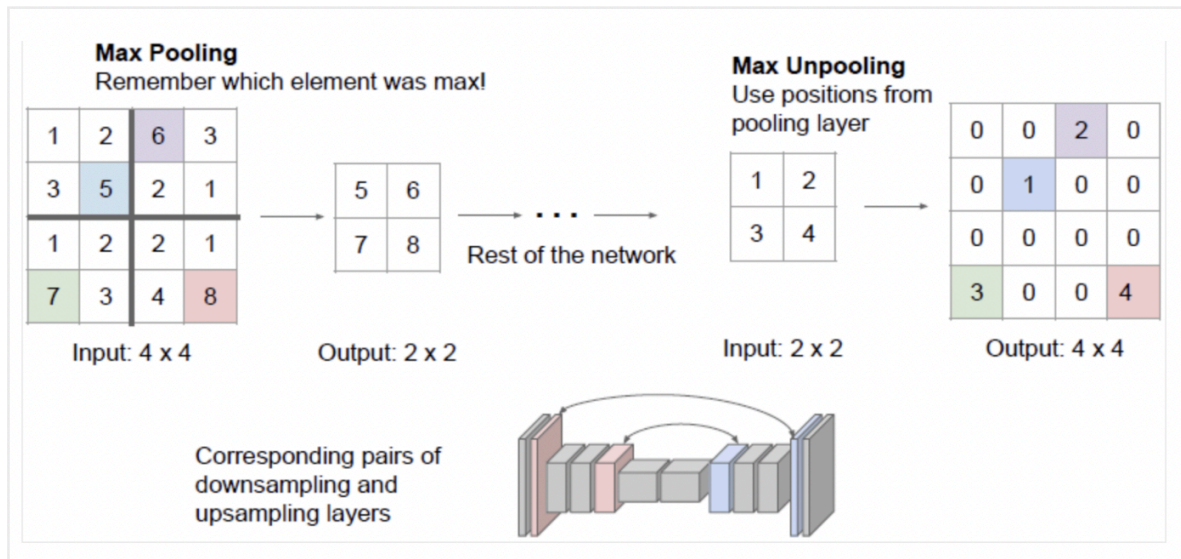 Max Pooling
Remember which element was max!
1 2 6 3
3 5 2 1
1 2 2 1
7 3 4 8
Input: 4 x 4
5 6
7 8
Output: 2 x 2
...
Rest of the network
Max Unpooling
Use positions from
pooling layer
1 2
3 4
Input: 2 x 2
0 0 2 0
0 1 0 0
0 0 0 0
3 0 0 4
Output: 4 x 4
Corresponding pairs of
downsampling and
upsampling layers